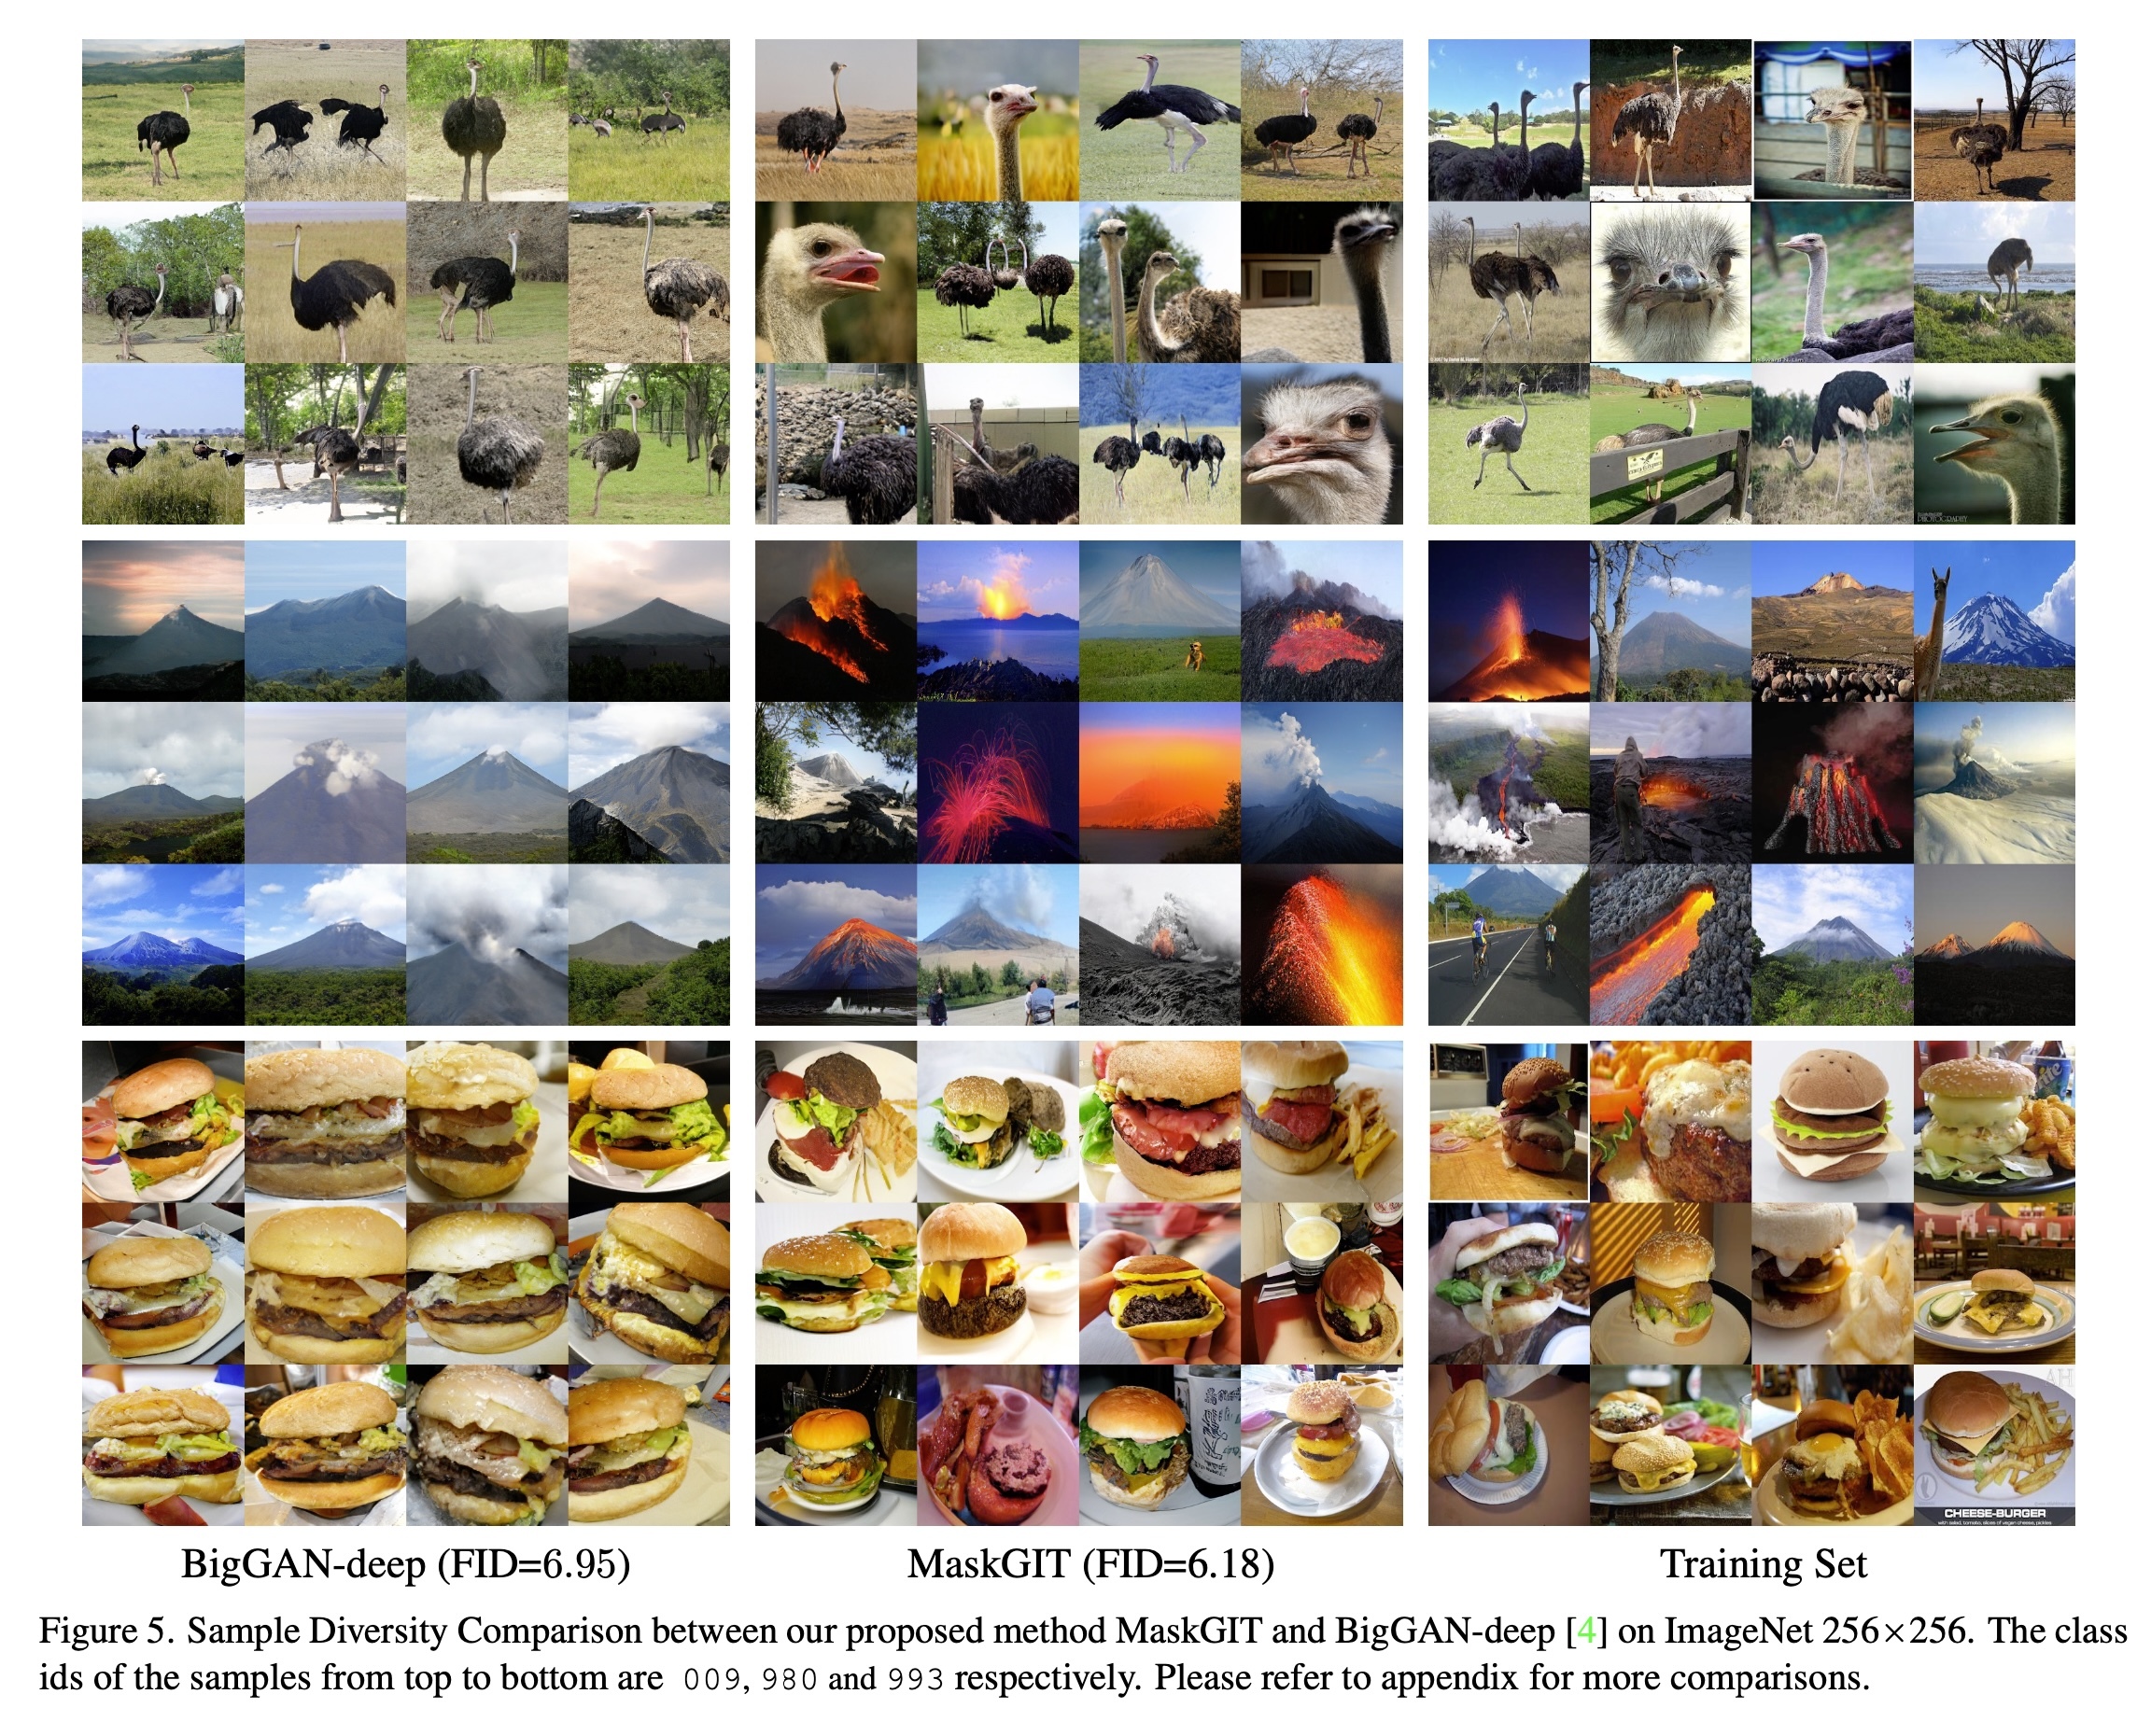 CHEESE-BURGER
BigGAN-deep (FID=6.95)
MaskGIT (FID=6.18)
Training Set
Figure 5. Sample Diversity Comparison between our proposed method MaskGIT and BigGAN-deep [4] on ImageNet 256×256. The class
ids of the samples from top to bottom are 009, 980 and 993 respectively. Please refer to appendix for more comparisons.